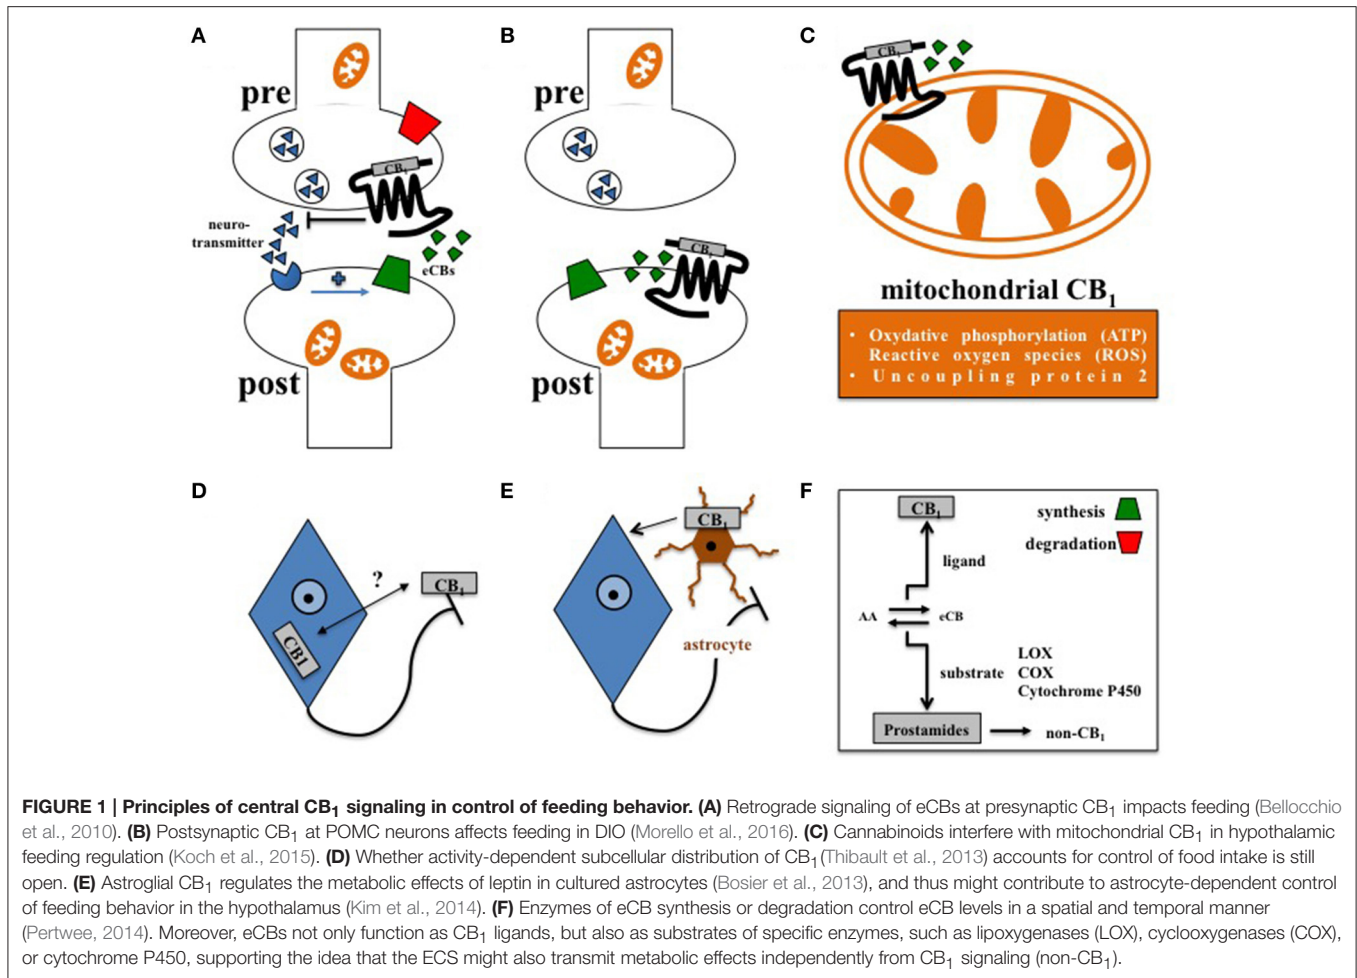 A
pre
CB1
neuro-
transmitter
eCBs
post
B
pre
CB1
post
C
CB1
mitochondrial CB1
• Oxydative phosphorylation (ATP)
Reactive oxygen species (ROS)
• Uncoupling protein 2
D
?
CB1
CB1
E
CB1
astrocyte
F
CB1
synthesis
degradation
ligand
AA
eCB
LOX
substrate
COX
Cytochrome P450
Prostamides
non-CB1
FIGURE 1 | Principles of central CB1 signaling in control of feeding behavior. (A) Retrograde signaling of eCBs at presynaptic CB1 impacts feeding (Bellocchio
et al., 2010). (B) Postsynaptic CB1 at POMC neurons affects feeding in DIO (Morello et al., 2016). (C) Cannabinoids interfere with mitochondrial CB1 in hypothalamic
feeding regulation (Koch et al., 2015). (D) Whether activity-dependent subcellular distribution of CB1(Thibault et al., 2013) accounts for control of food intake is still
open. (E) Astroglial CB1 regulates the metabolic effects of leptin in cultured astrocytes (Bosier et al., 2013), and thus might contribute to astrocyte-dependent control
of feeding behavior in the hypothalamus (Kim et al., 2014). (F) Enzymes of eCB synthesis or degradation control eCB levels in a spatial and temporal manner
(Pertwee, 2014). Moreover, eCBs not only function as CB1 ligands, but also as substrates of specific enzymes, such as lipoxygenases (LOX), cyclooxygenases (COX),
or cytochrome P450, supporting the idea that the ECS might also transmit metabolic effects independently from CB1 signaling (non-CB1).